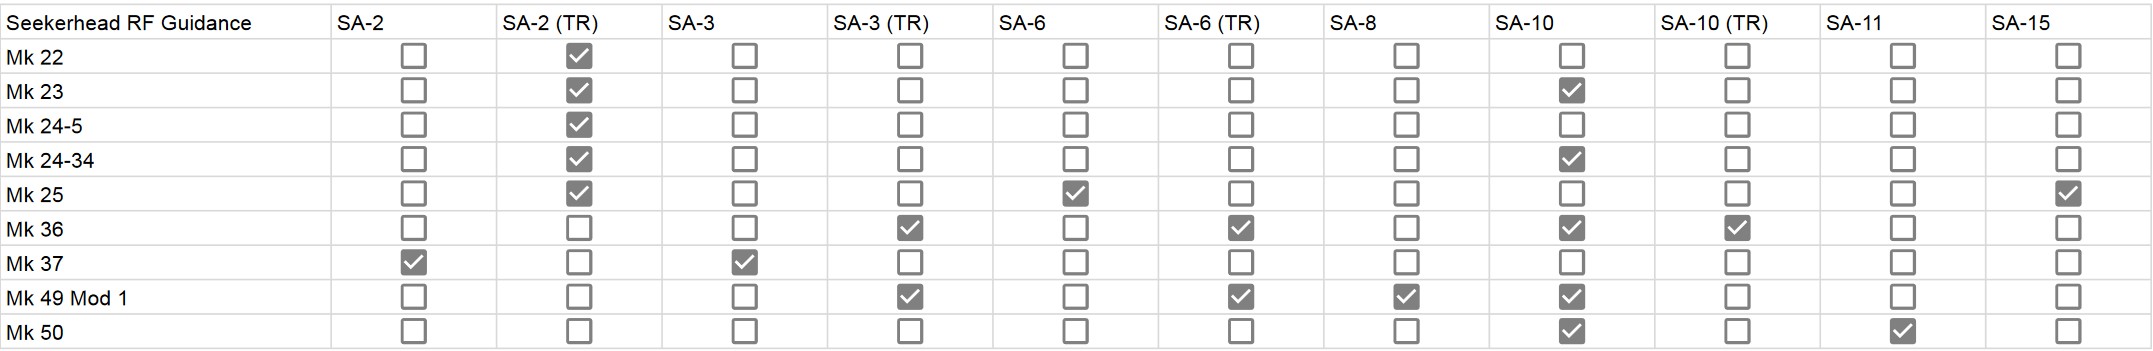 Seekerhead RF Guidance SA-2 SA-2 (TR) SA-3 SA-3 (TR) SA-6 SA-6 (TR) SA-8 SA-10 SA-10 (TR) SA-11 SA-15
Mk 22
Mk 23
Mk 24-5
Mk 24-34
Mk 25
Mk 36
Mk 37
Mk 49 Mod 1
Mk 50